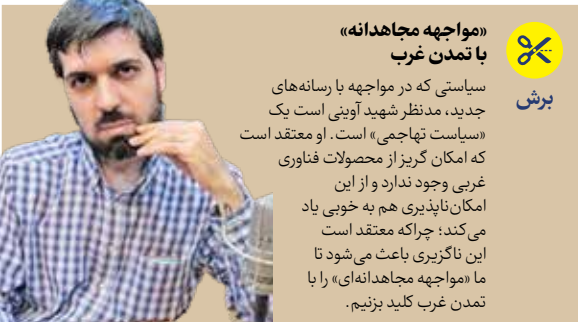 «مواجهه مجاهدانه»
با تمدن غرب
برش
سیاستی که در مواجهه با رسانه‌های
جدید، مدنظر شهید آوینی است یک
«سیاست تهاجمی» است. او معتقد است
که امکان گریز از محصولات فناوری
غربی وجود ندارد و از این
امکان‌ناپذیری هم به خوبی یاد
می‌کند؛ چراکه معتقد است
این ناگزیری باعث می‌شود تا
ما «مواجهه مجاهدانه‌ای» را با
تمدن غرب کلید بزنیم.